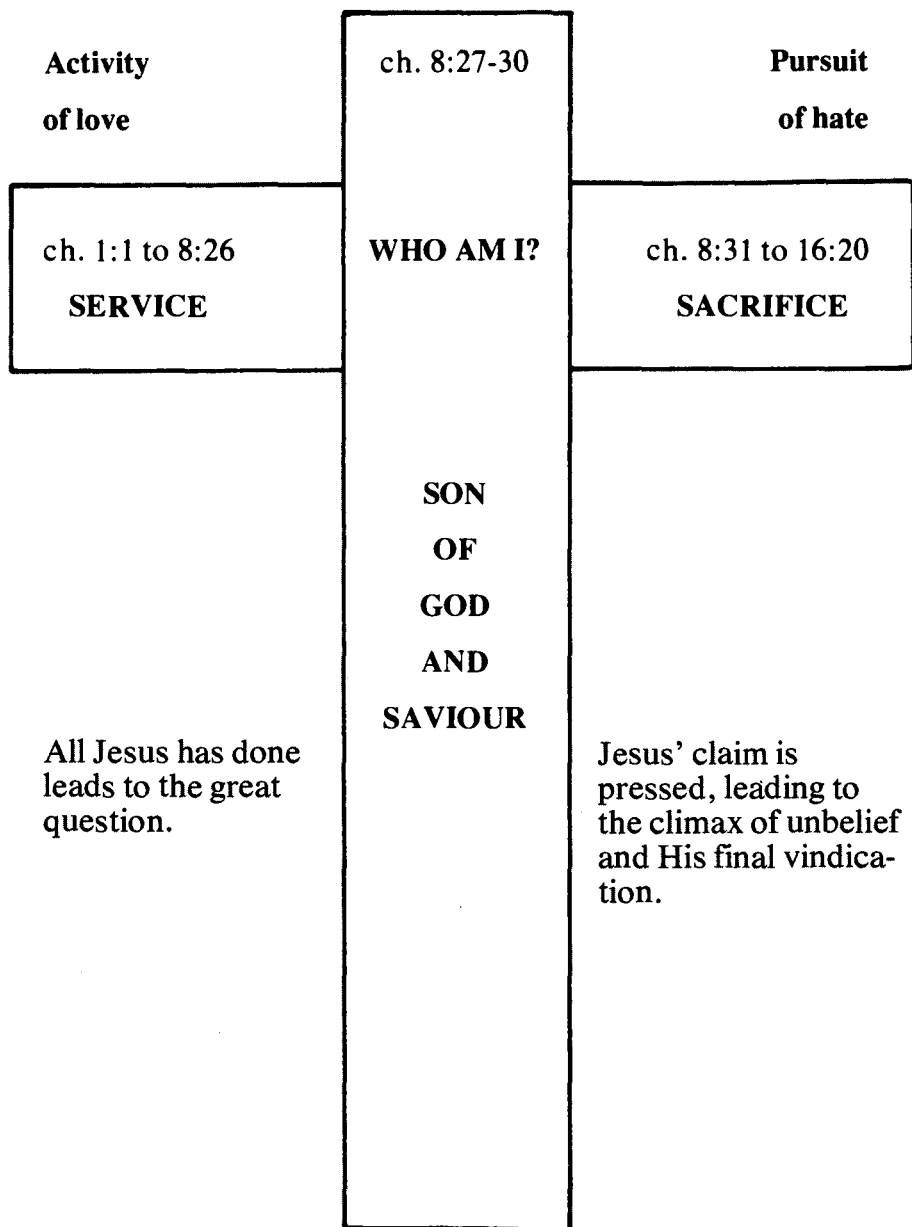 Activity
of love
ch. 8:27-30
Pursuit
of hate
ch. 1:1 to 8:26
SERVICE
WHO AM I?
ch. 8:31 to 16:20
SACRIFICE
SON
OF
GOD
AND
SAVIOUR
All Jesus has done
leads to the great
question.
Jesus' claim is
pressed, leading to
the climax of unbelief
and His final vindica-
tion.